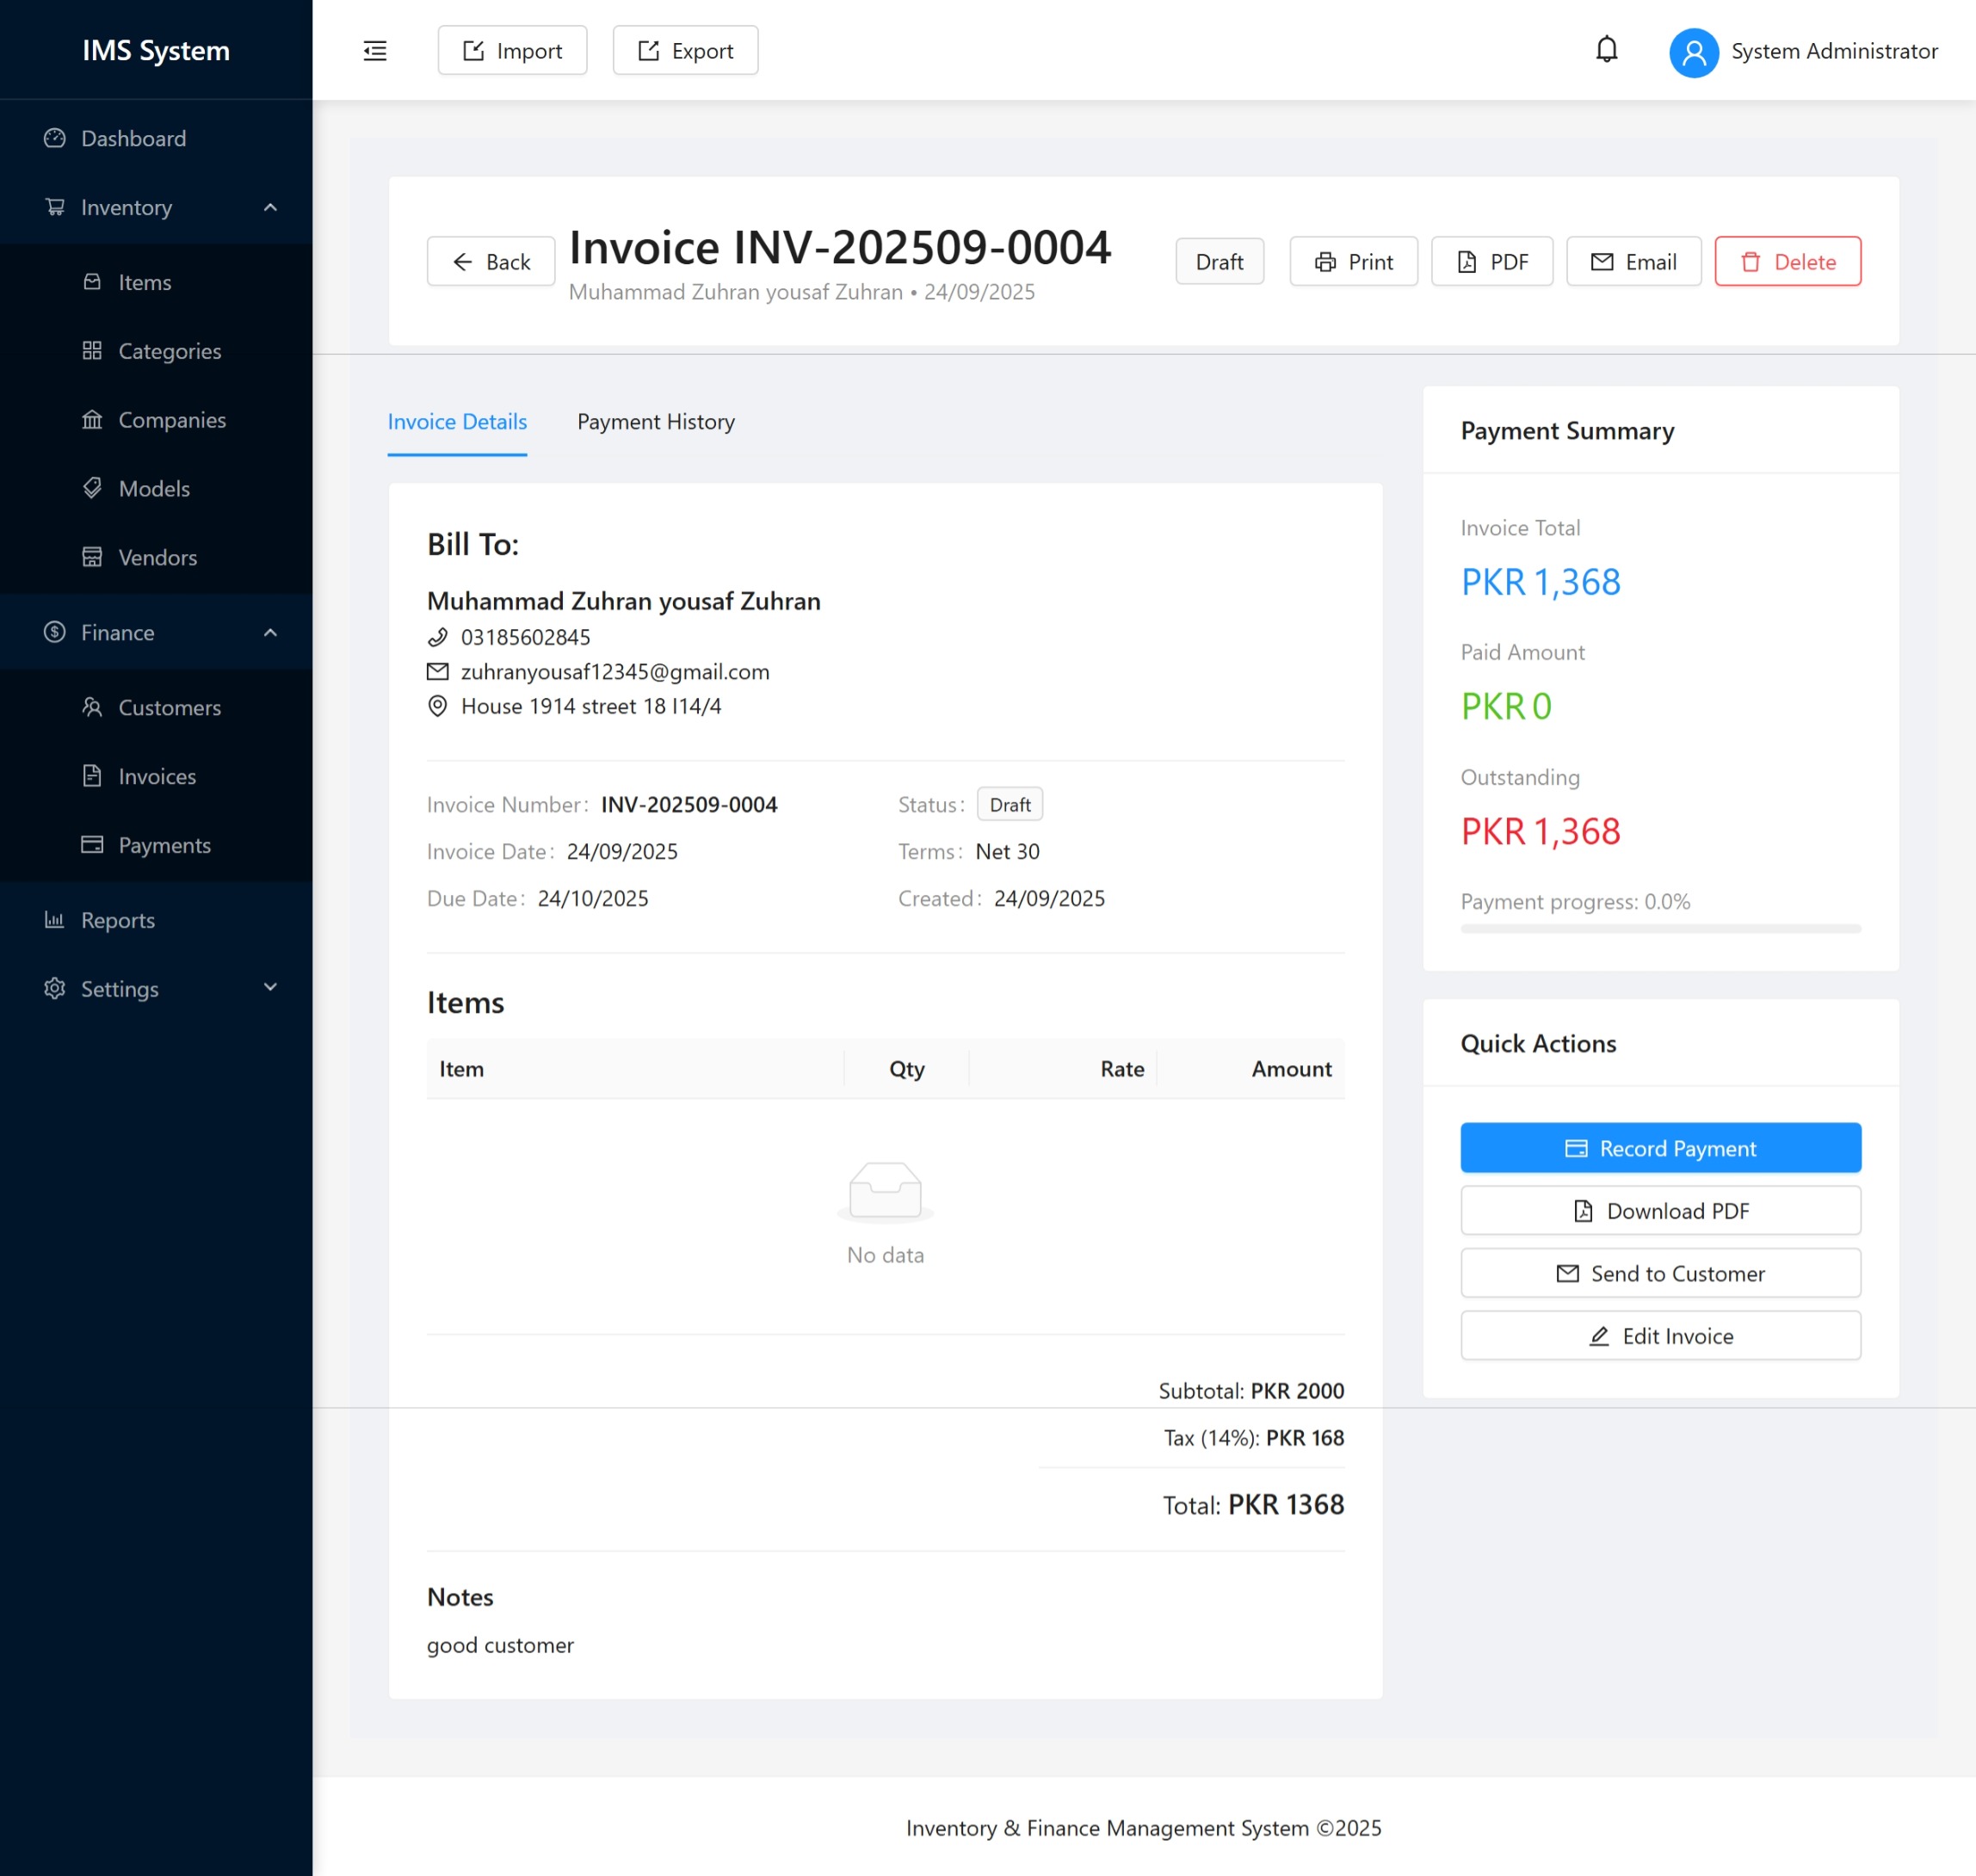 IMS System
Import
Export
System Administrator
Dashboard
Inventory
Items
Categories
Companies
Models
Vendors
Finance
Customers
Invoices
Payments
Reports
Settings
Back
Invoice INV-202509-0004
Muhammad Zuhran yousaf Zuhran • 24/09/2025
Draft
Print
PDF
Email
Delete
Invoice Details
Payment History
Bill To:
Muhammad Zuhran yousaf Zuhran
03185602845
zuhranyousaf12345@gmail.com
House 1914 street 18 I14/4
Invoice Number: INV-202509-0004
Status: Draft
Invoice Date: 24/09/2025
Terms: Net 30
Due Date: 24/10/2025
Created: 24/09/2025
Items
Item Qty Rate Amount
No data
Subtotal: PKR 2000
Tax (14%): PKR 168
Total: PKR 1368
Notes
good customer
Payment Summary
Invoice Total
PKR 1,368
Paid Amount
PKR 0
Outstanding
PKR 1,368
Payment progress: 0.0%
Quick Actions
Record Payment
Download PDF
Send to Customer
Edit Invoice
Inventory & Finance Management System ©2025